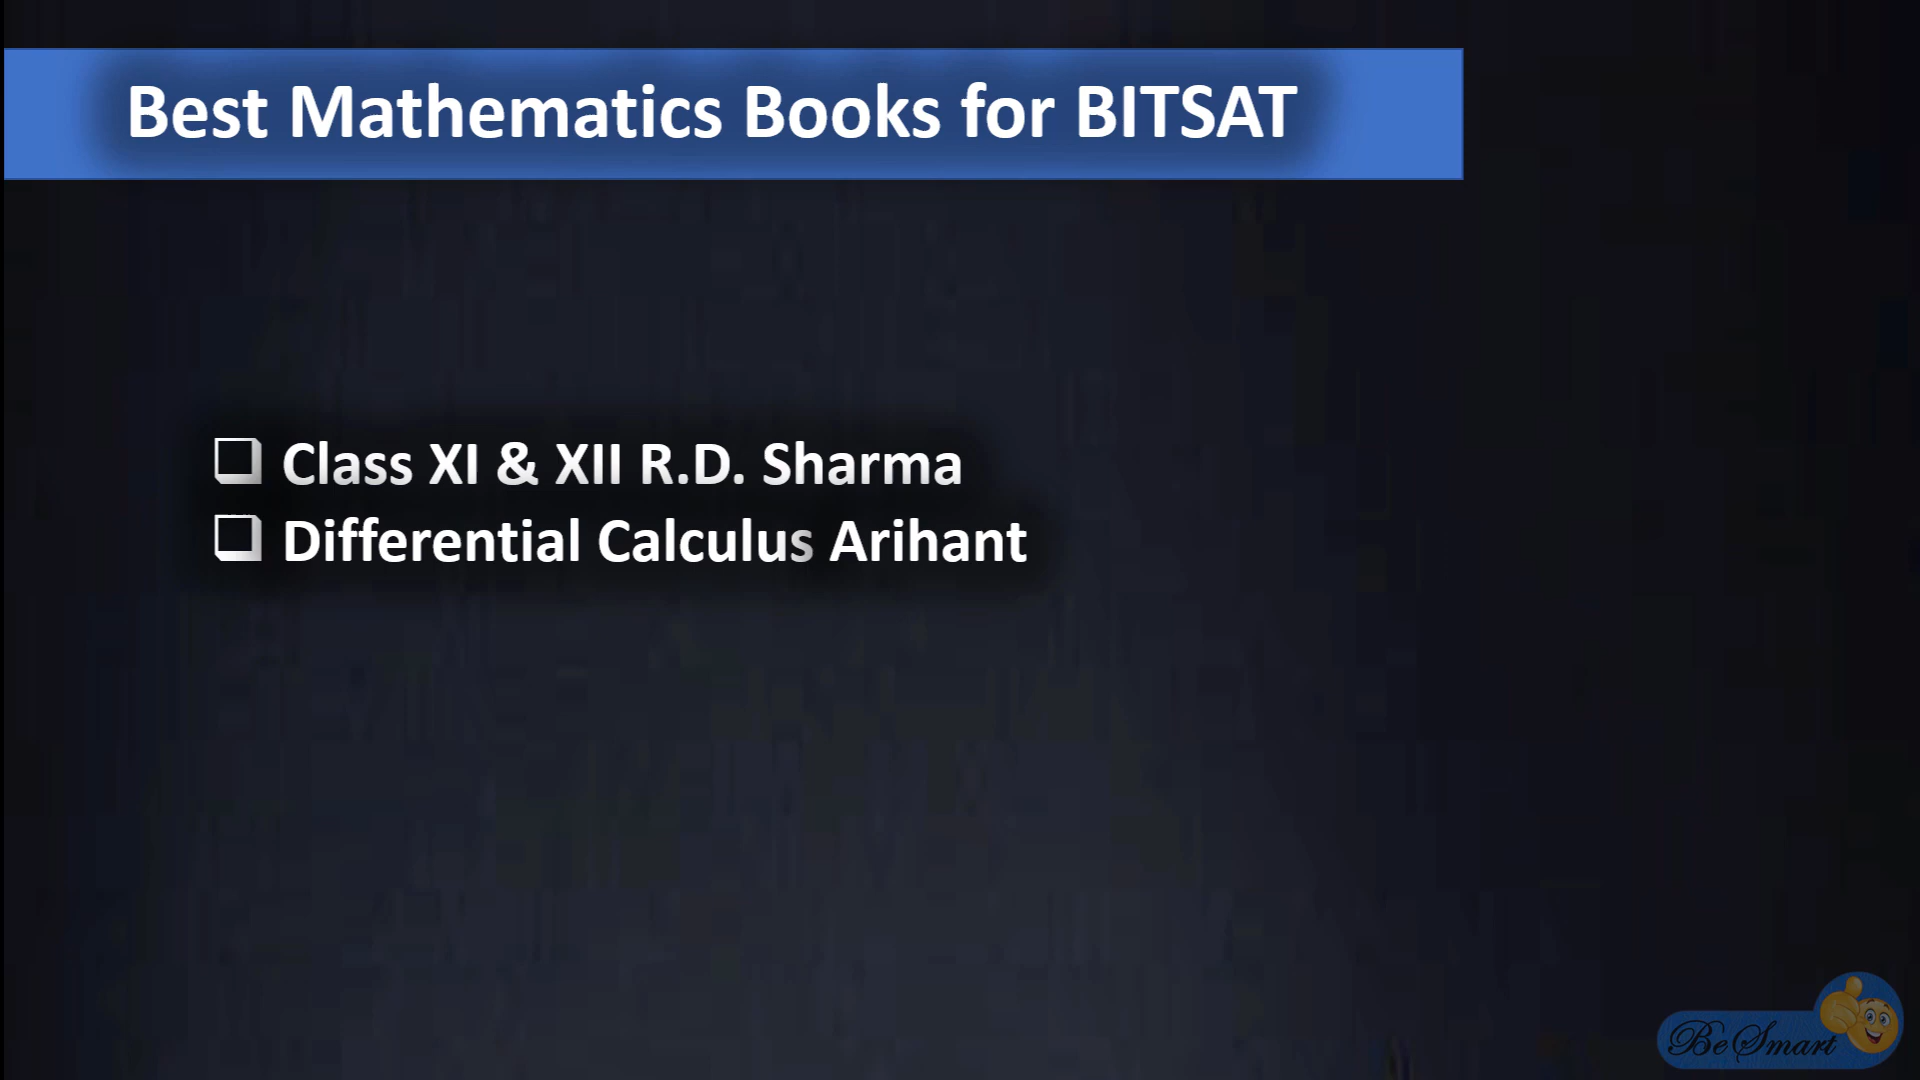 Best Mathematics Books for BITSAT
Class XI & XII R.D. Sharma
Differential Calculus Arihant
Be Smart